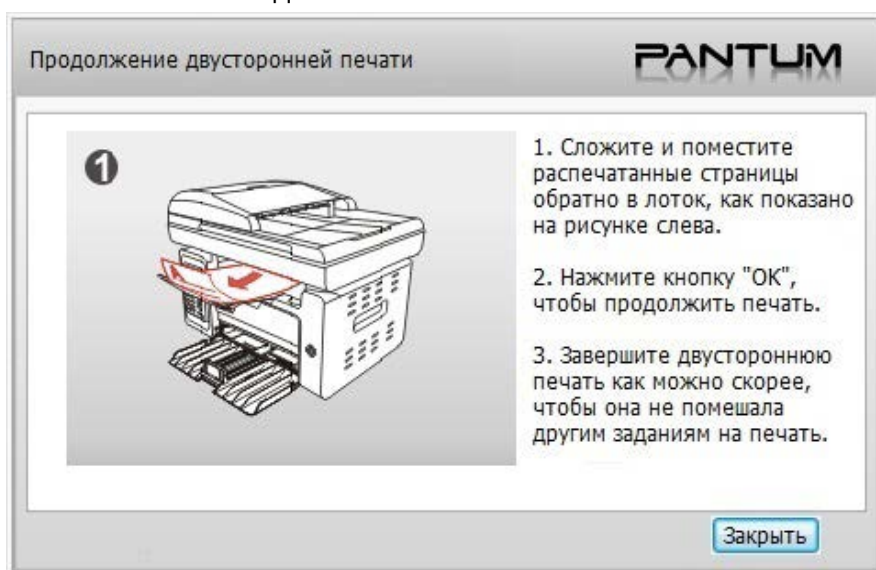 Продолжение двусторонней печати
PANTUM
1
1. Сложите и поместите
распечатанные страницы
обратно в лоток, как показано
на рисунке слева.
2. Нажмите кнопку "ОК",
чтобы продолжить печать.
3. Завершите двустороннюю
печать как можно скорее,
чтобы она не помешала
другим заданиям на печать.
Закрыть